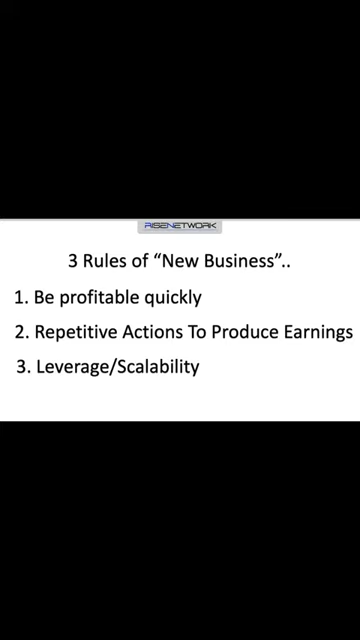 RISENETWORK
3 Rules of “New Business”..
1. Be profitable quickly
2. Repetitive Actions To Produce Earnings
3. Leverage/Scalability